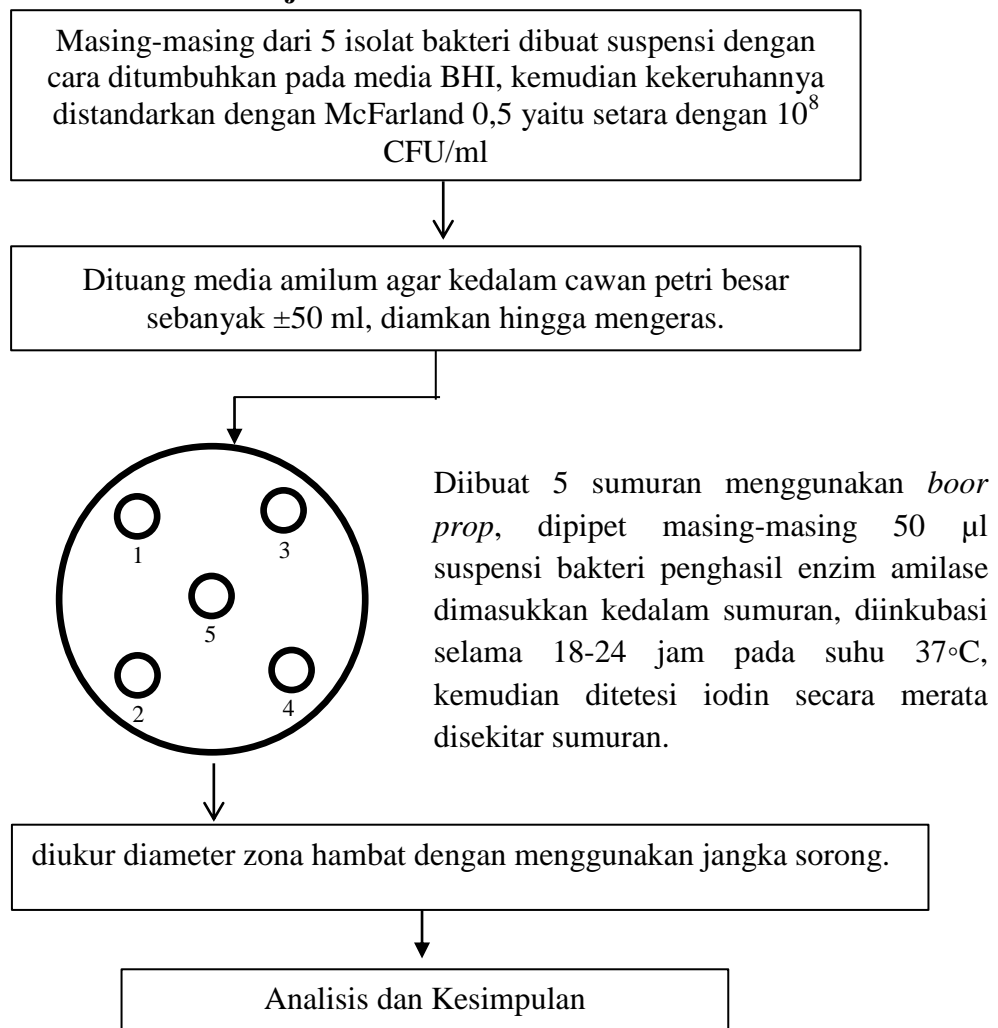 Masing-masing dari 5 isolat bakteri dibuat suspensi dengan
cara ditumbuhkan pada media BHI, kemudian kekeruhannya
distandarkan dengan McFarland 0,5 yaitu setara dengan 10⁸
CFU/ml
Dituang media amilum agar kedalam cawan petri besar
sebanyak ±50 ml, diamkan hingga mengeras.
1
3
5
2
4
Diibuat 5 sumuran menggunakan boor
prop, dipipet masing-masing 50 µl
suspensi bakteri penghasil enzim amilase
dimasukkan kedalam sumuran, diinkubasi
selama 18-24 jam pada suhu 37◦C,
kemudian ditetesi iodin secara merata
disekitar sumuran.
diukur diameter zona hambat dengan menggunakan jangka sorong.
Analisis dan Kesimpulan